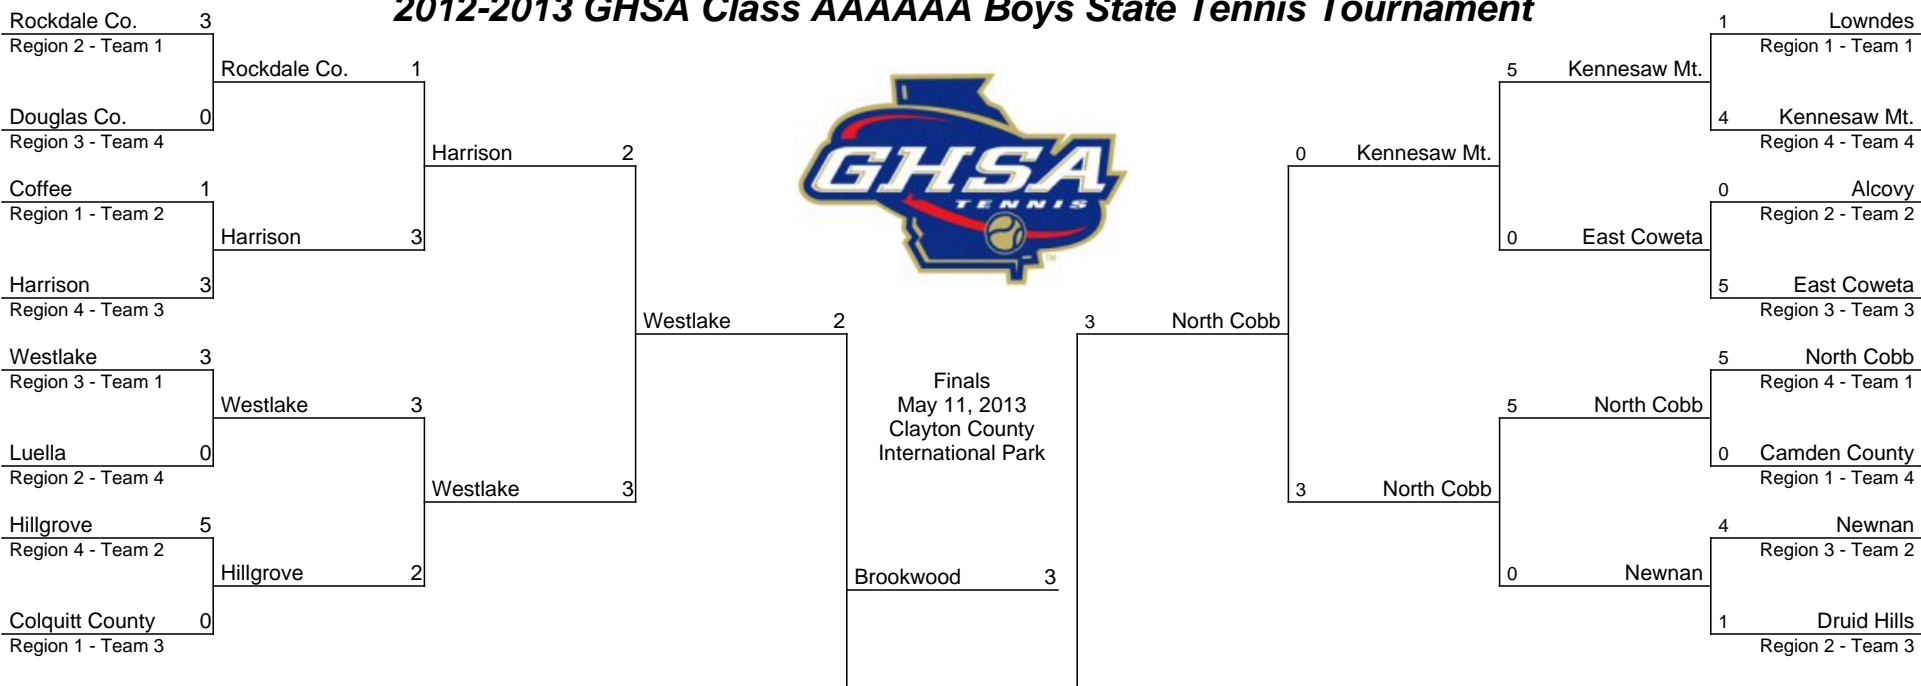 2012-2013 GHSA Class AAAAAA Boys State Tennis Tournament
Rockdale Co. 3
Region 2 - Team 1
Rockdale Co. 1
Douglas Co. 0
Region 3 - Team 4
Harrison 2
Coffee 1
Region 1 - Team 2
Harrison 3
Harrison 3
Region 4 - Team 3
Westlake 2
Westlake 3
Region 3 - Team 1
Westlake 3
Luella 0
Region 2 - Team 4
Westlake 3
Hillgrove 5
Region 4 - Team 2
Hillgrove 2
Colquitt County 0
Region 1 - Team 3
GHSA
TENNIS
TM
Finals
May 11, 2013
Clayton County
International Park
Brookwood 3
1 Lowndes
Region 1 - Team 1
5 Kennesaw Mt.
4 Kennesaw Mt.
Region 4 - Team 4
0 Kennesaw Mt.
0 Alcovy
Region 2 - Team 2
0 East Coweta
5 East Coweta
Region 3 - Team 3
3 North Cobb
5 North Cobb
Region 4 - Team 1
5 North Cobb
0 Camden County
Region 1 - Team 4
3 North Cobb
4 Newnan
Region 3 - Team 2
0 Newnan
1 Druid Hills
Region 2 - Team 3